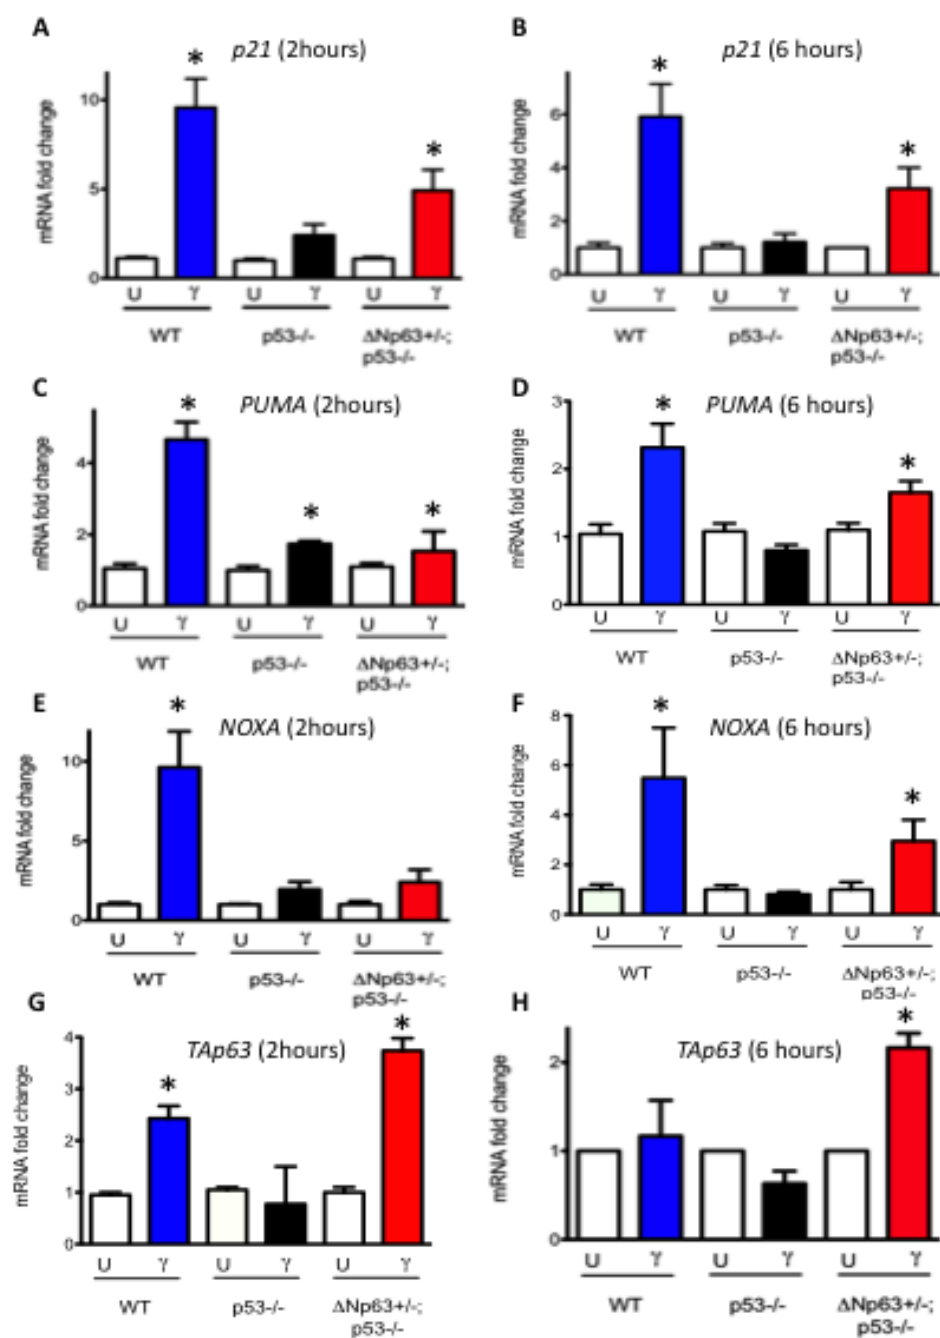 A
p21 (2hours)
*
*
mRNA fold change
10
5
0
U γ U γ U γ
WT p53-/- ΔNp63+/-;
p53-/-
B
p21 (6 hours)
*
*
mRNA fold change
6
4
2
0
U γ U γ U γ
WT p53-/- ΔNp63+/-;
p53-/-
C
PUMA (2hours)
*
*
*
mRNA fold change
4
2
0
U γ U γ U γ
WT p53-/- ΔNp63+/-;
p53-/-
D
PUMA (6 hours)
*
*
mRNA fold change
3
2
1
0
U γ U γ U γ
WT p53-/- ΔNp63+/-;
p53-/-
E
NOXA (2hours)
*
mRNA fold change
10
5
0
U γ U γ U γ
WT p53-/- ΔNp63+/-;
p53-/-
F
NOXA (6 hours)
*
*
mRNA fold change
8
6
4
2
0
U γ U γ U γ
WT p53-/- ΔNp63+/-;
p53-/-
G
TAp63 (2hours)
*
*
mRNA fold change
4
3
2
1
0
U γ U γ U γ
WT p53-/- ΔNp63+/-;
p53-/-
H
TAp63 (6 hours)
*
mRNA fold change
2
1
0
U γ U γ U γ
WT p53-/- ΔNp63+/-;
p53-/-